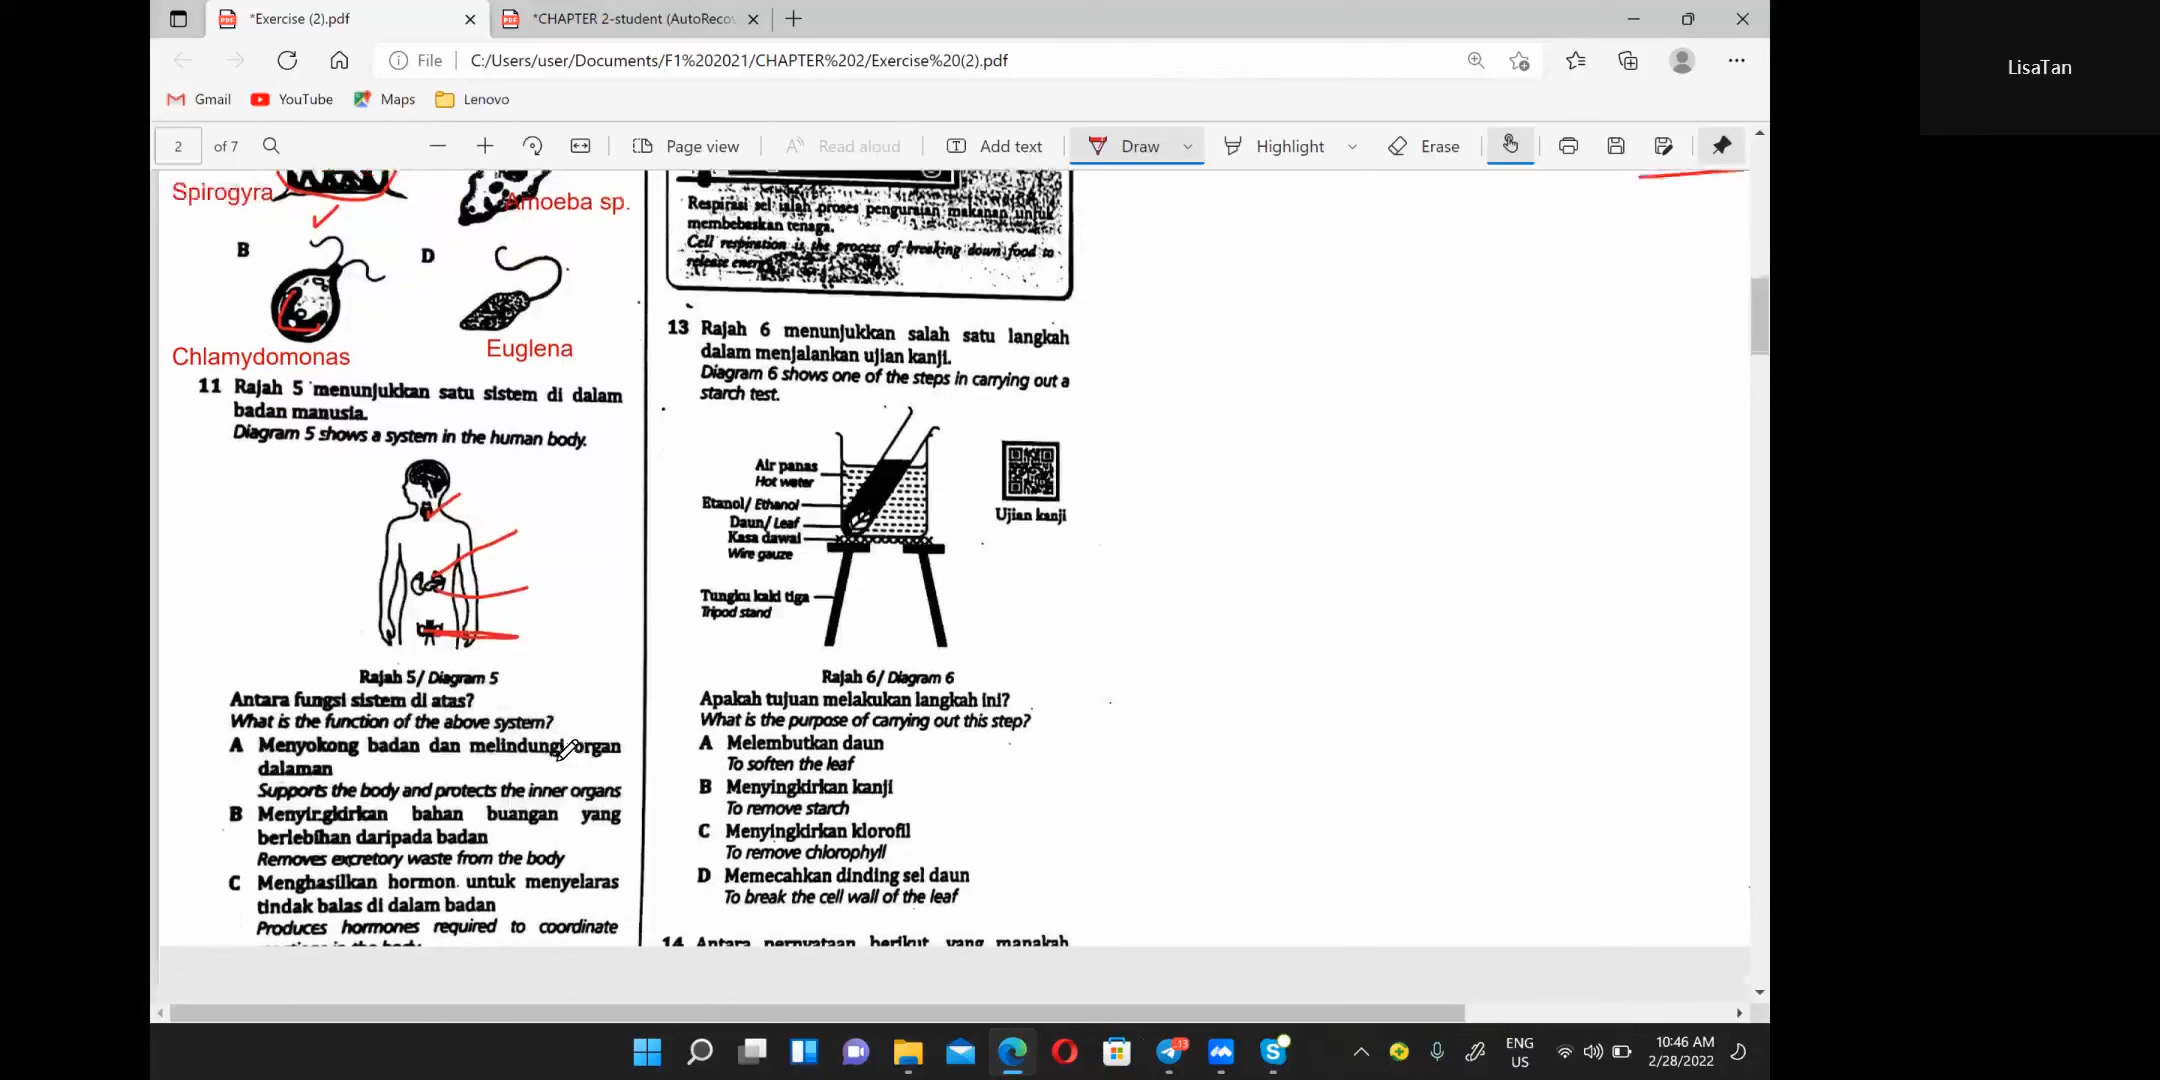 *Exercise (2).pdf
*CHAPTER 2-student (AutoReco
LisaTan
File
C:/Users/user/Documents/F1%202021/CHAPTER%202/Exercise%20(2).pdf
Gmail
YouTube
Maps
Lenovo
2 of 7
Page view
Read aloud
Add text
Draw
Highlight
Erase
Spirogyra
Amoeba sp.
B
D
Chlamydomonas
Euglena
11 Rajah 5 menunjukkan satu sistem di dalam
badan manusia.
Diagram 5 shows a system in the human body.
Rajah 5/ Diagram 5
Antara fungsi sistem di atas?
What is the function of the above system?
A Menyokong badan dan melindungi organ
dalaman
Supports the body and protects the inner organs
B Menyingkirkan bahan buangan yang
berlebihan daripada badan
Removes excretory waste from the body
C Menghasilkan hormon untuk menyelaras
tindak balas di dalam badan
Produces hormones required to coordinate
Respirasi sel ialah proses penguraian makanan untuk
membebaskan tenaga.
Cell respiration is the process of breaking down food to
release energy
13 Rajah 6 menunjukkan salah satu langkah
dalam menjalankan ujian kanji.
Diagram 6 shows one of the steps in carrying out a
starch test.
Air panas
Hot water
Etanol/ Ethanol
Daun/ Leaf
Kasa dawai
Wire gauze
Tungku kaki tiga
Tripod stand
Ujian kanji
Rajah 6/ Diagram 6
Apakah tujuan melakukan langkah ini?
What is the purpose of carrying out this step?
A Melembutkan daun
To soften the leaf
B Menyingkirkan kanji
To remove starch
C Menyingkirkan klorofil
To remove chlorophyll
D Memecahkan dinding sel daun
To break the cell wall of the leaf
14 Antara pernyataan berikut, yang manakah
13
ENG
US
10:46 AM
2/28/2022